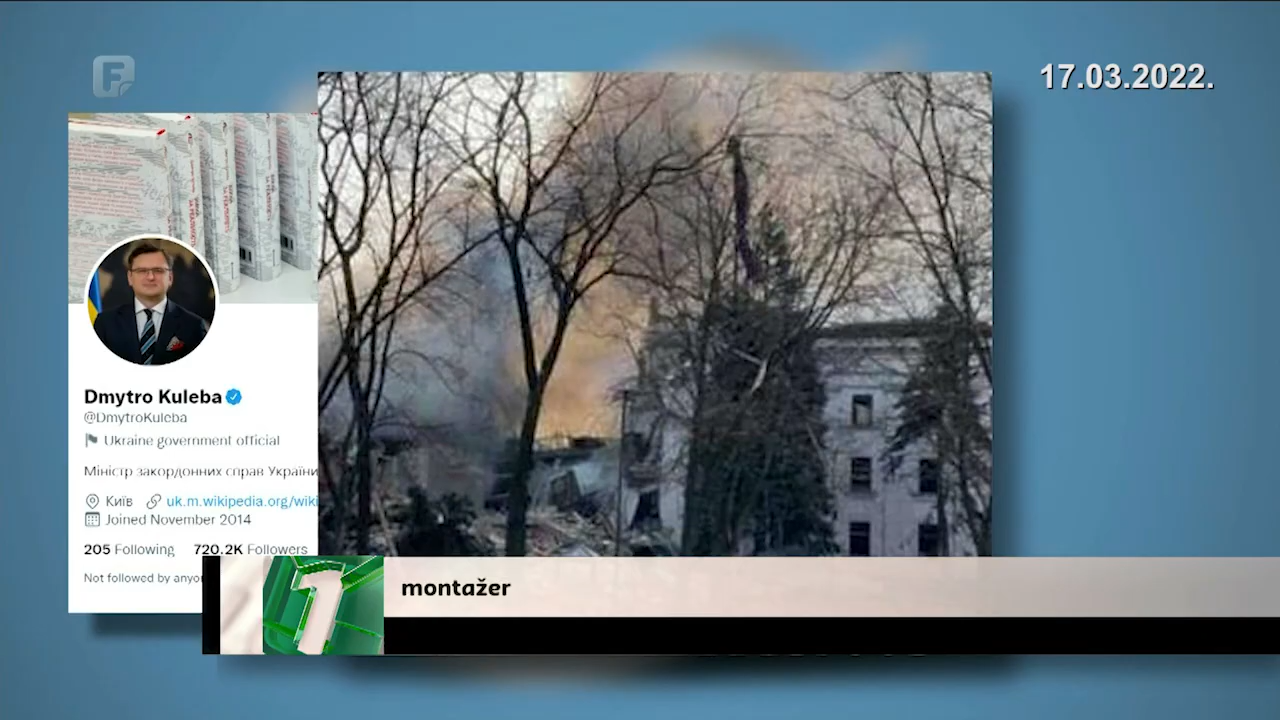 F
17.03.2022.
Dmytro Kuleba
@DmytroKuleba
Ukraine government official
Міністр закордонних справ України
Київ uk.m.wikipedia.org/wiki
Joined November 2014
205 Following 720.2K Followers
Not followed by anyo
1
montažer